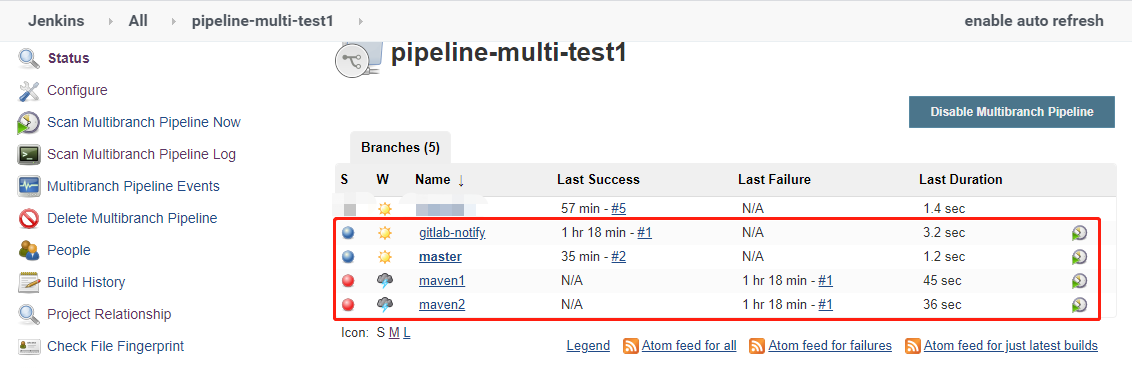 Jenkins All pipeline-multi-test1 enable auto refresh
pipeline-multi-test1
Status
Configure
Scan Multibranch Pipeline Now
Scan Multibranch Pipeline Log
Multibranch Pipeline Events
Delete Multibranch Pipeline
People
Build History
Project Relationship
Check File Fingerprint
Disable Multibranch Pipeline
Branches (5)
S W Name ↓ Last Success Last Failure Last Duration
57 min - #5 N/A 1.4 sec
gitlab-notify 1 hr 18 min - #1 N/A 3.2 sec
master 35 min - #2 N/A 1.2 sec
maven1 N/A 1 hr 18 min - #1 45 sec
maven2 N/A 1 hr 18 min - #1 36 sec
Icon: S M L
Legend Atom feed for all Atom feed for failures Atom feed for just latest builds